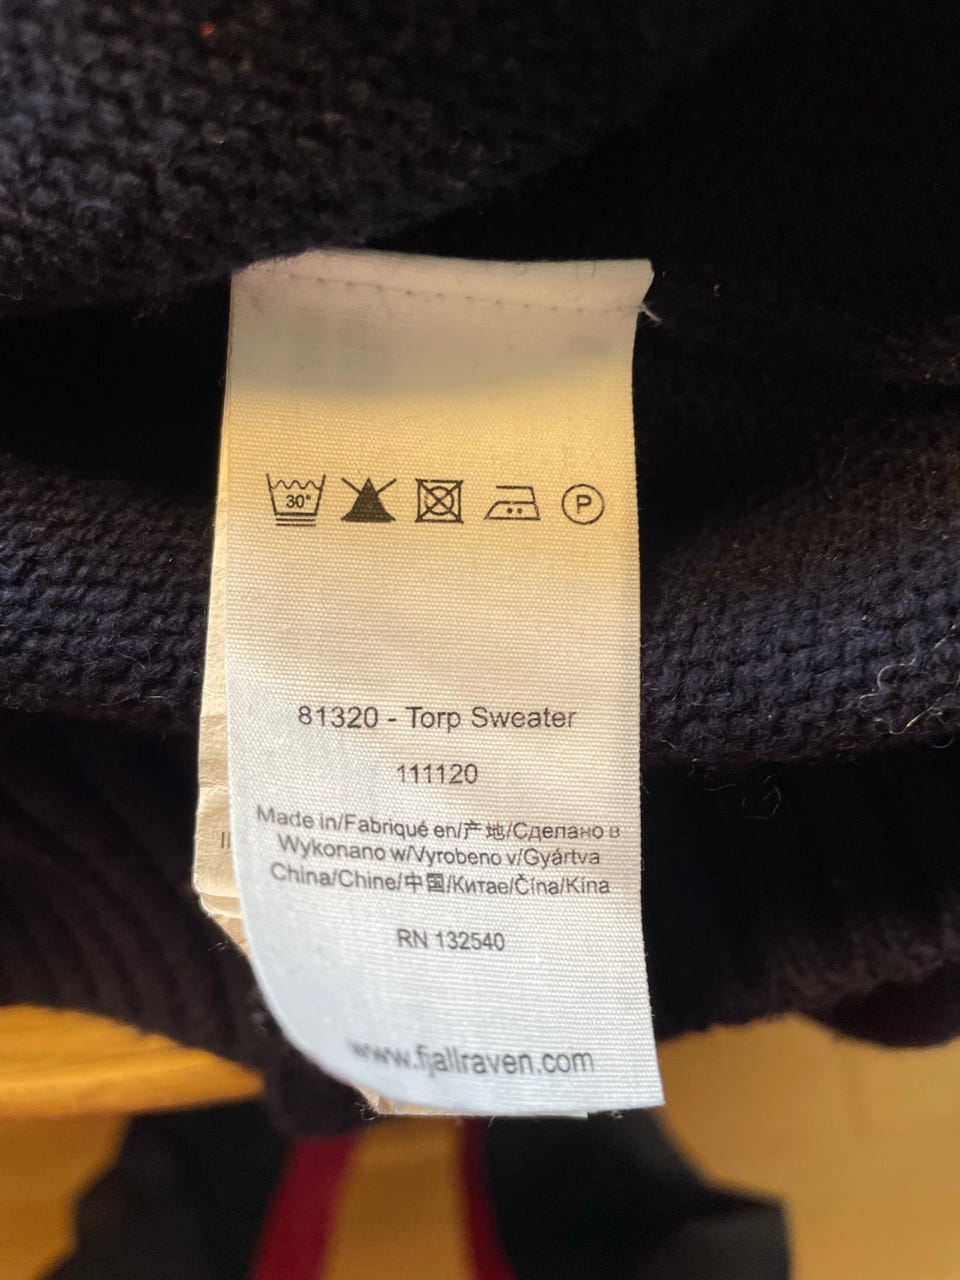 30°
P
81320 - Torp Sweater
111120
Made in/Fabriqué en/产地/Сделано в
Wykonano w/Vyrobeno v/Gyártva
China/Chine/中国/Китае/Čína/Kína
RN 132540
www.fjallraven.com